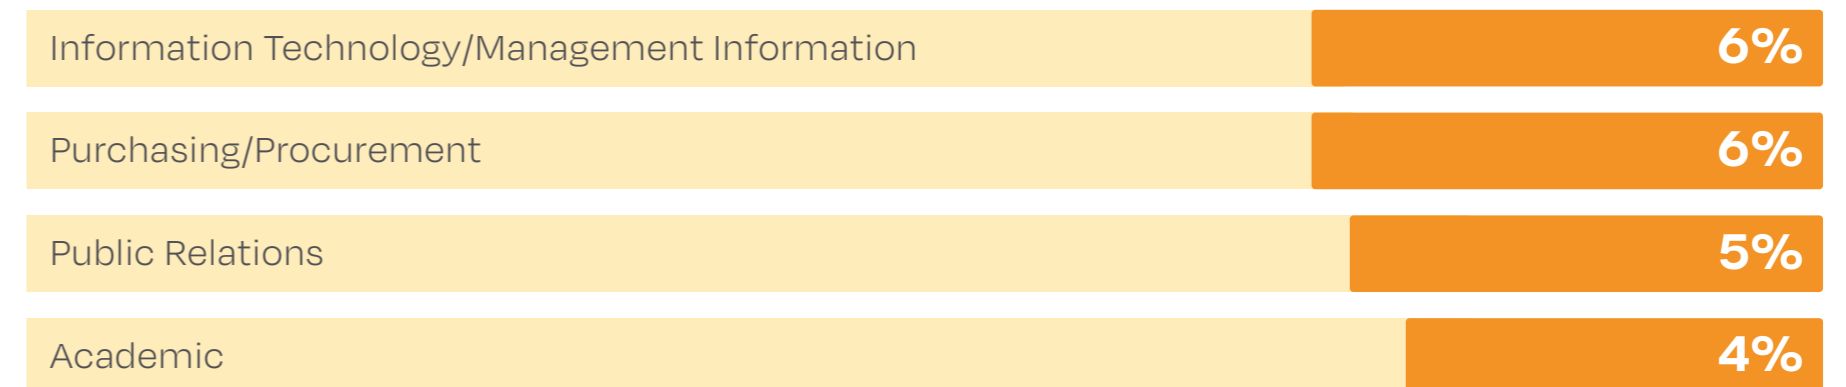 Information Technology/Management Information 6%
Purchasing/Procurement 6%
Public Relations 5%
Academic 4%